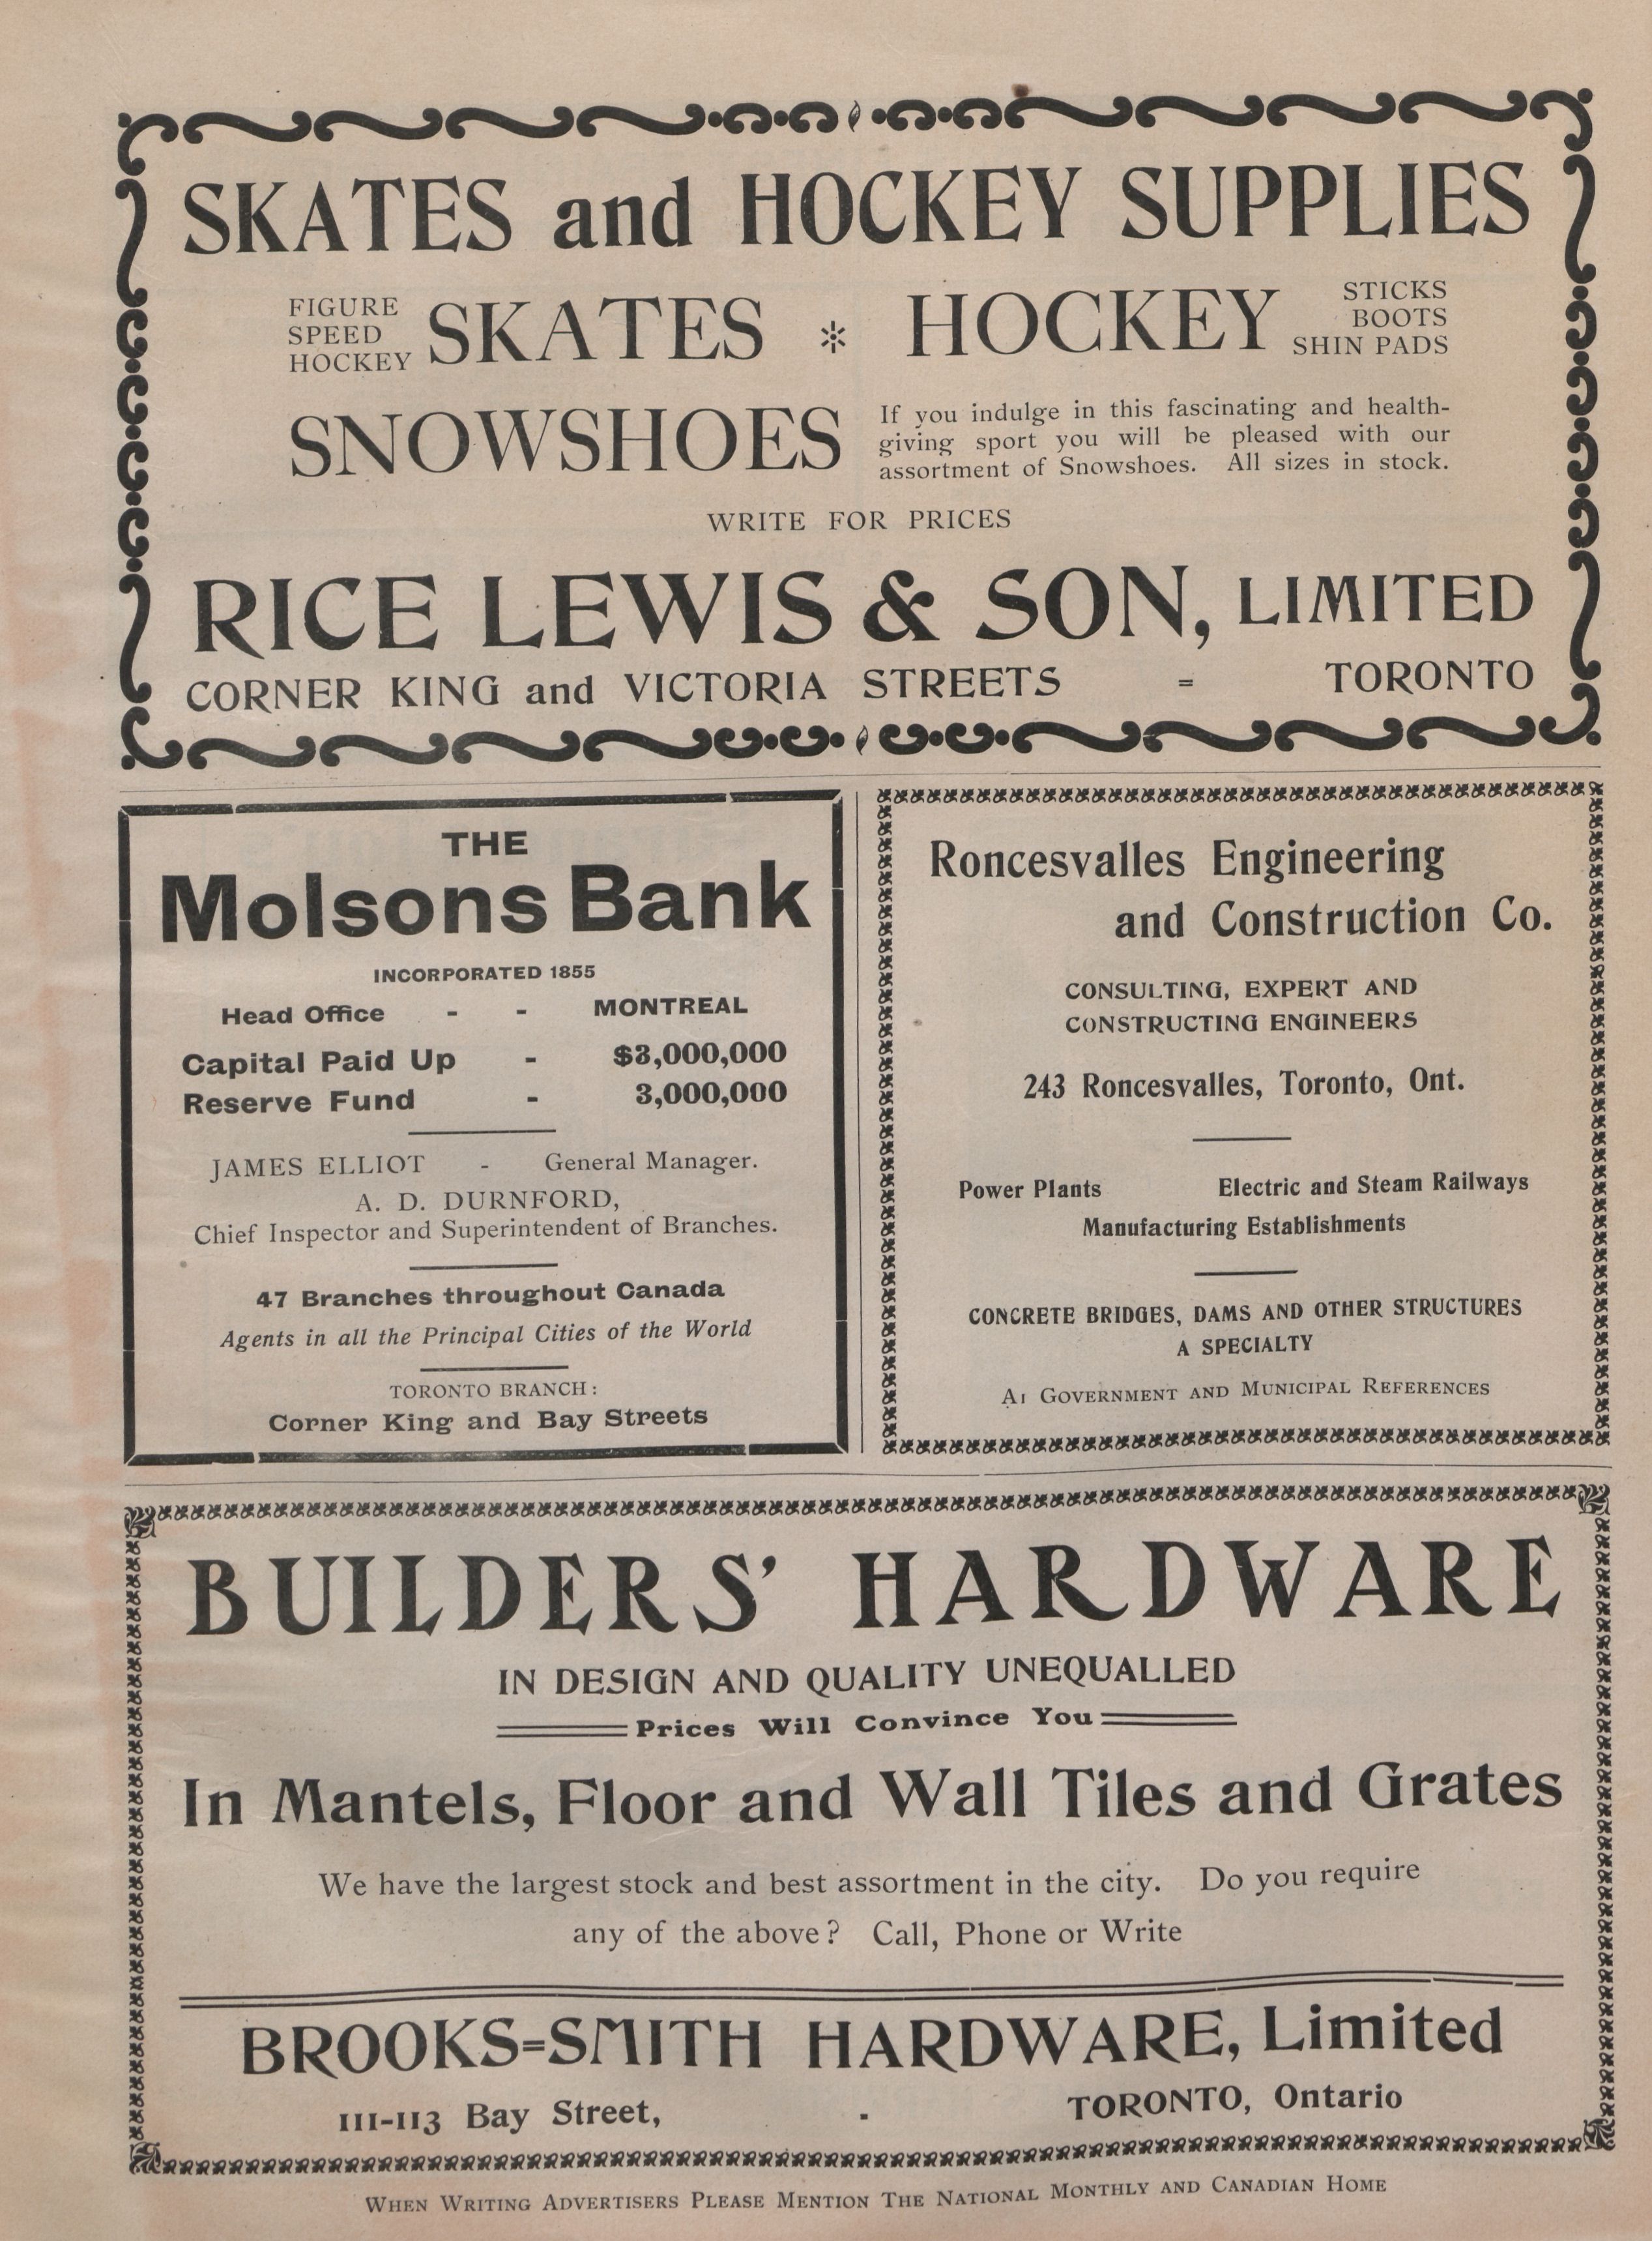 SKATES and HOCKEY SUPPLIES
FIGURE
SPEED
HOCKEY
SKATES * HOCKEY
STICKS
BOOTS
SHIN PADS
SNOWSHOES
If you indulge in this fascinating and health-
giving sport you will be pleased with our
assortment of Snowshoes. All sizes in stock.
WRITE FOR PRICES
RICE LEWIS & SON, LIMITED
CORNER KING and VICTORIA STREETS = TORONTO
THE
Molsons Bank
INCORPORATED 1855
Head Office - - MONTREAL
Capital Paid Up - $3,000,000
Reserve Fund - 3,000,000
JAMES ELLIOT - General Manager.
A. D. DURNFORD,
Chief Inspector and Superintendent of Branches.
47 Branches throughout Canada
Agents in all the Principal Cities of the World
TORONTO BRANCH:
Corner King and Bay Streets
Roncesvalles Engineering
and Construction Co.
CONSULTING, EXPERT AND
CONSTRUCTING ENGINEERS
243 Roncesvalles, Toronto, Ont.
Power Plants Electric and Steam Railways
Manufacturing Establishments
CONCRETE BRIDGES, DAMS AND OTHER STRUCTURES
A SPECIALTY
A1 GOVERNMENT AND MUNICIPAL REFERENCES
BUILDERS' HARDWARE
IN DESIGN AND QUALITY UNEQUALLED
Prices Will Convince You
In Mantels, Floor and Wall Tiles and Grates
We have the largest stock and best assortment in the city. Do you require
any of the above? Call, Phone or Write
BROOKS=SMITH HARDWARE, Limited
111-113 Bay Street, - TORONTO, Ontario
WHEN WRITING ADVERTISERS PLEASE MENTION THE NATIONAL MONTHLY AND CANADIAN HOME